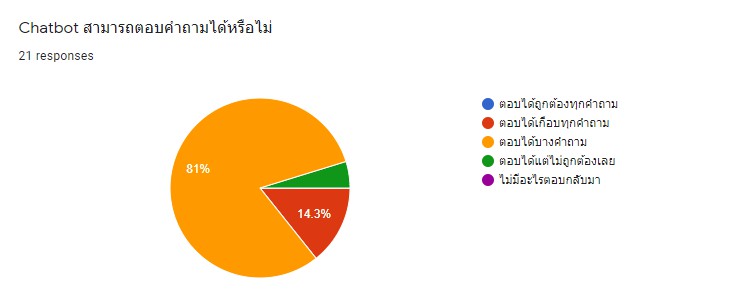 Chatbot สามารถตอบคำถามได้หรือไม่
21 responses
81%
14.3%
ตอบได้ถูกต้องทุกคำถาม
ตอบได้เกือบทุกคำถาม
ตอบได้บางคำถาม
ตอบได้แต่ไม่ถูกต้องเลย
ไม่มีอะไรตอบกลับมา